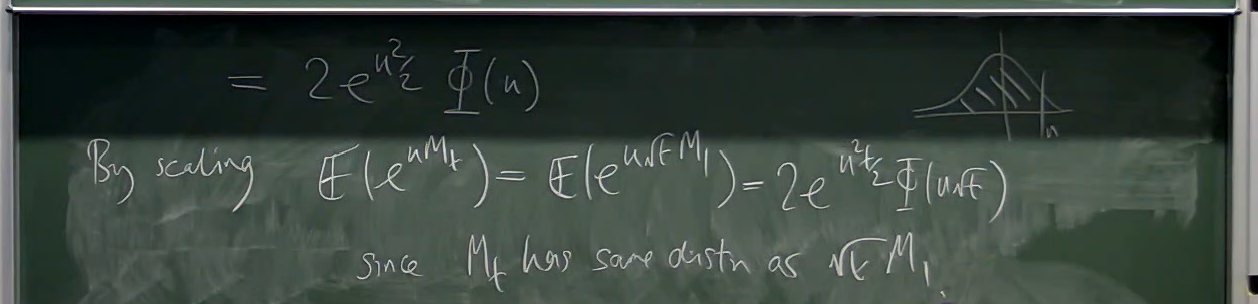 = 2e^{u²/2} Φ(u)
u
By scaling 𝔼(e^{uM_t}) = 𝔼(e^{u√t M_1}) = 2e^{u²t/2} Φ(u√t)
since M_t has same distn as √t M_1.